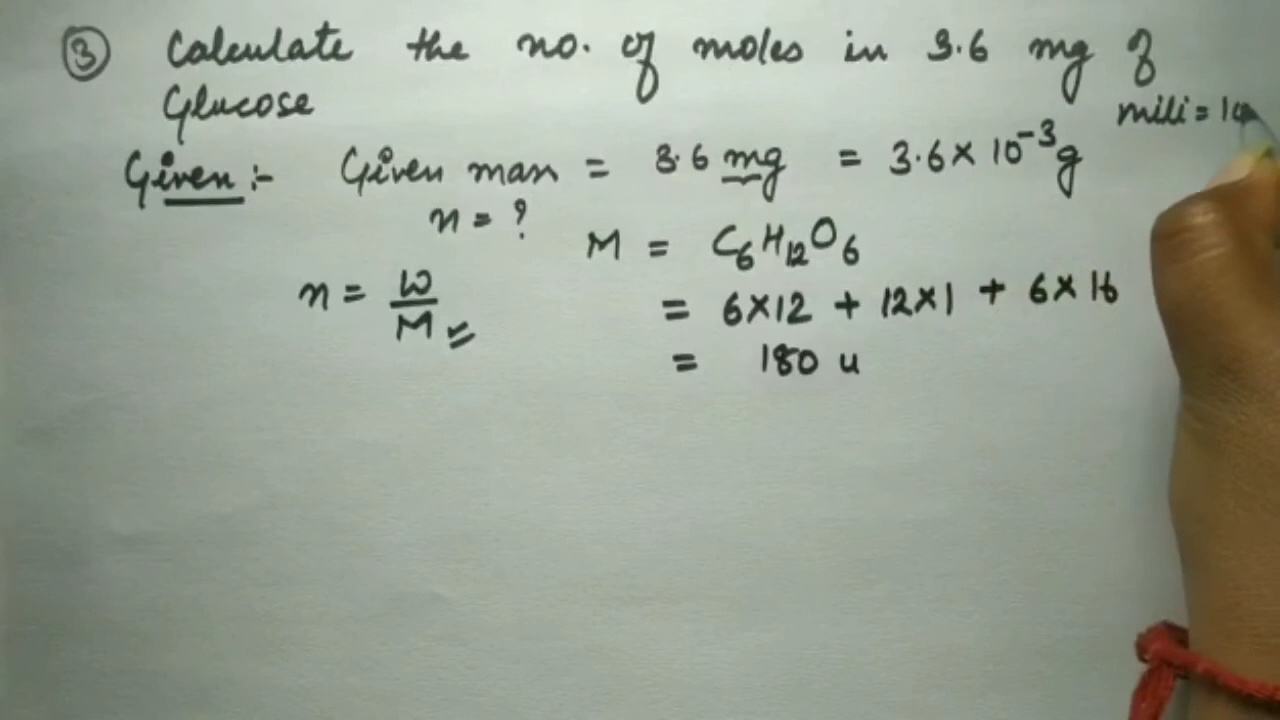 ③ Calculate the no. of moles in 3.6 mg of
Glucose
mili = 10
Given :- Given mass = 3.6 mg = 3.6 × 10⁻³ g
n = ?
M = C₆H₁₂O₆
n = W/M
= 6×12 + 12×1 + 6×16
= 180 u